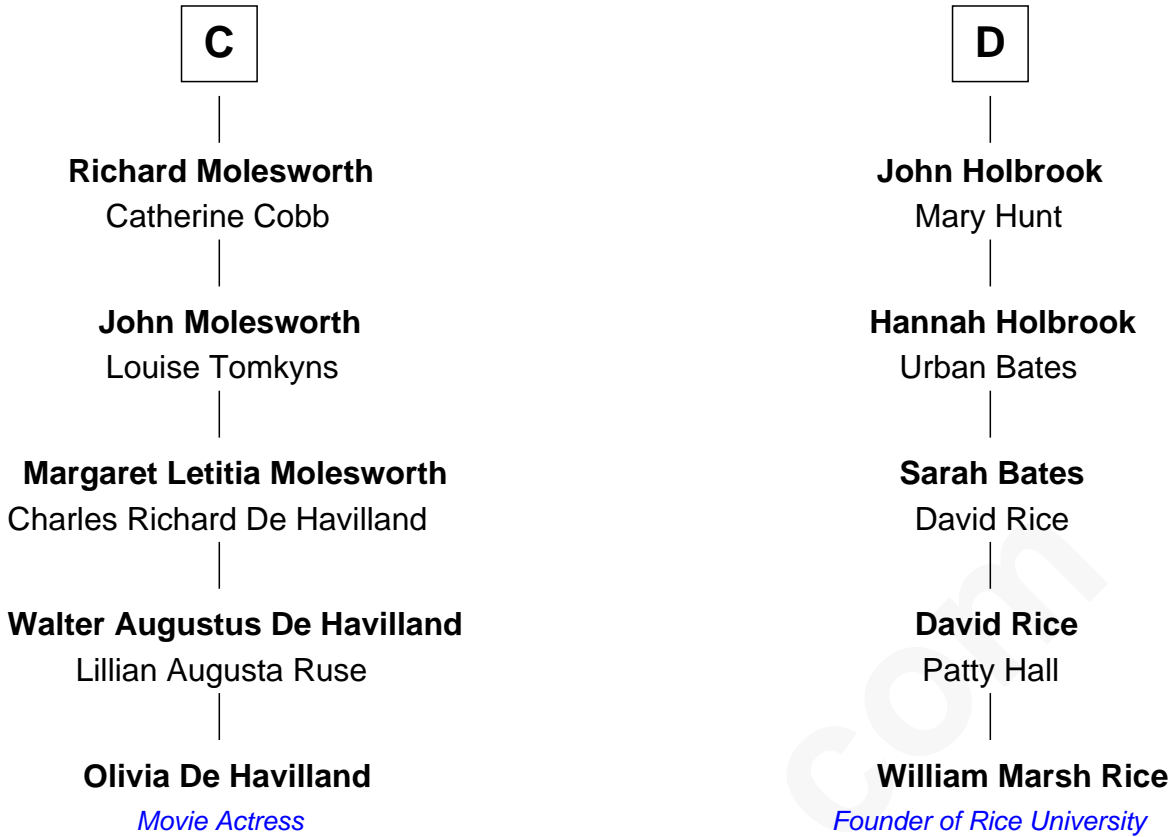 C
Richard Molesworth
Catherine Cobb
John Molesworth
Louise Tomkyns
Margaret Letitia Molesworth
Charles Richard De Havilland
Walter Augustus De Havilland
Lillian Augusta Ruse
Olivia De Havilland
Movie Actress
D
John Holbrook
Mary Hunt
Hannah Holbrook
Urban Bates
Sarah Bates
David Rice
David Rice
Patty Hall
William Marsh Rice
Founder of Rice University
com